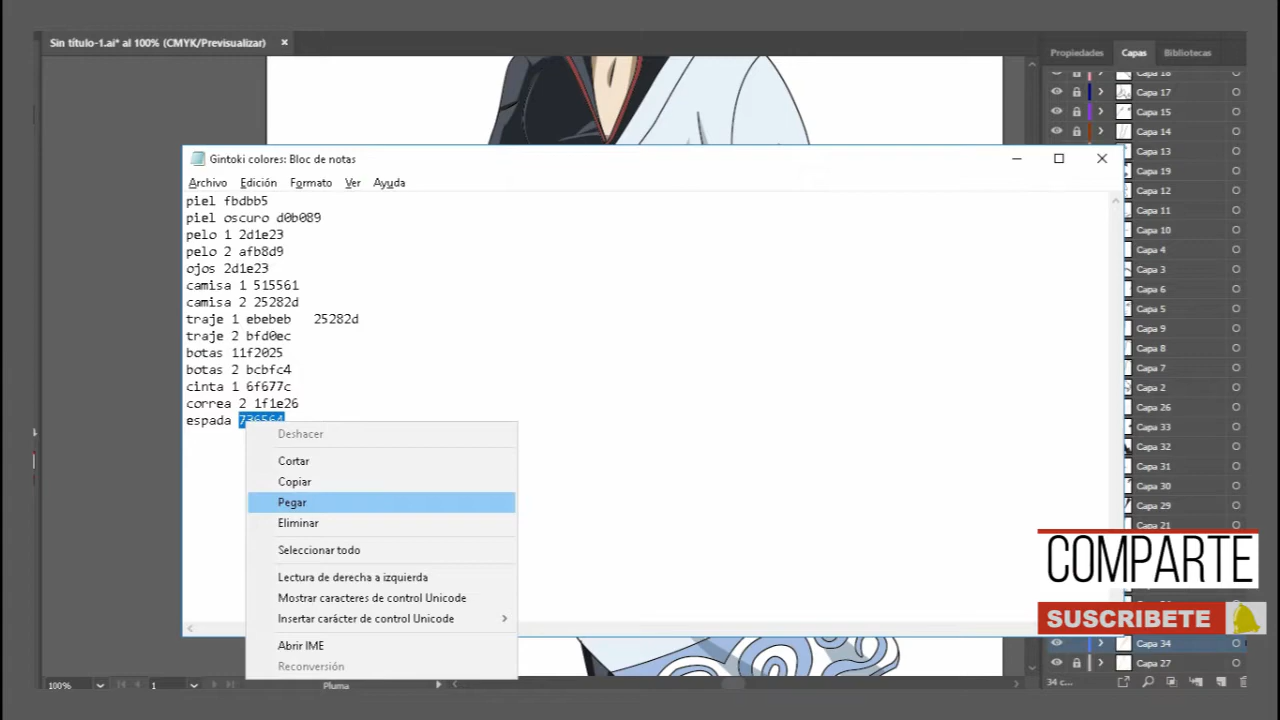 Sin título-1.ai* al 100% (CMYK/Previsualizar) ×
Propiedades Capas Bibliotecas
Capa 18
Capa 17
Capa 15
Capa 14
Capa 13
Capa 19
Capa 12
Capa 11
Capa 10
Capa 4
Capa 3
Capa 6
Capa 5
Capa 9
Capa 8
Capa 7
Capa 2
Capa 26
Capa 33
Capa 32
Capa 31
Capa 30
Capa 29
Capa 21
Capa 34
Capa 27
34 c...
Gintoki colores: Bloc de notas
Archivo Edición Formato Ver Ayuda
piel fbdbb5
piel oscuro d0b089
pelo 1 2d1e23
pelo 2 afb8d9
ojos 2d1e23
camisa 1 515561
camisa 2 25282d
traje 1 ebebeb 25282d
traje 2 bfd0ec
botas 11f2025
botas 2 bcbfc4
cinta 1 6f677c
correa 2 1f1e26
espada 736564
Deshacer
Cortar
Copiar
Pegar
Eliminar
Seleccionar todo
Lectura de derecha a izquierda
Mostrar caracteres de control Unicode
Insertar carácter de control Unicode
Abrir IME
Reconversión
COMPARTE
SUSCRIBETE
100% 1 Pluma